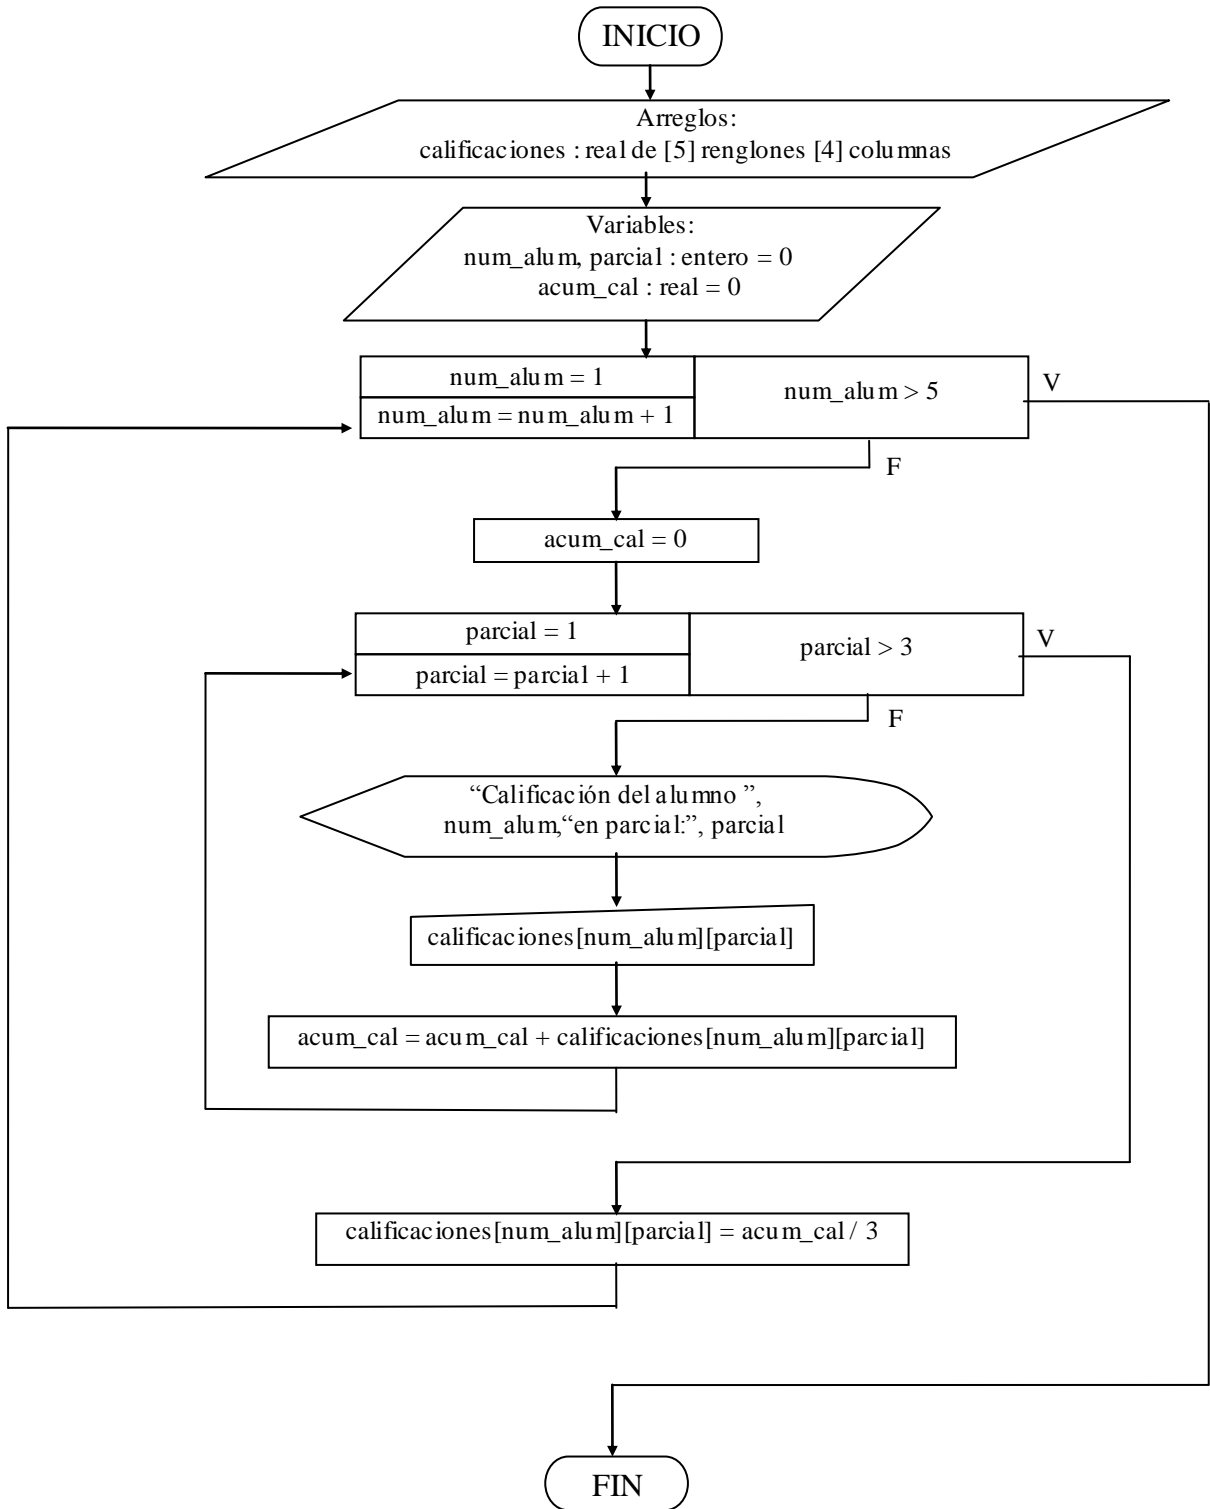 INICIO
Arreglos:
calificaciones : real de [5] renglones [4] columnas
Variables:
num_alum, parcial : entero = 0
acum_cal : real = 0
num_alum = 1
num_alum = num_alum + 1
num_alum > 5
V
F
acum_cal = 0
parcial = 1
parcial = parcial + 1
parcial > 3
V
F
“Calificación del alumno ”,
num_alum,“en parcial:”, parcial
calificaciones[num_alum][parcial]
acum_cal = acum_cal + calificaciones[num_alum][parcial]
calificaciones[num_alum][parcial] = acum_cal / 3
FIN